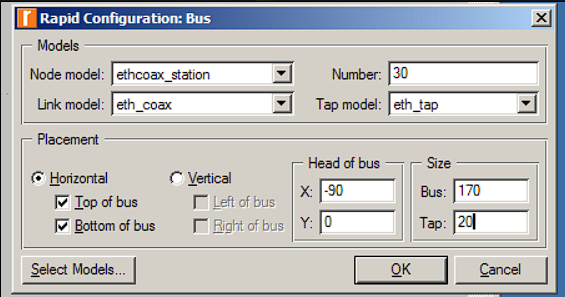 Rapid Configuration: Bus
Models
Node model: ethcoax_station Number: 30
Link model: eth_coax Tap model: eth_tap
Placement
Horizontal Vertical Head of bus Size
Top of bus Left of bus X: -90 Bus: 170
Bottom of bus Right of bus Y: 0 Tap: 20
Select Models... OK Cancel